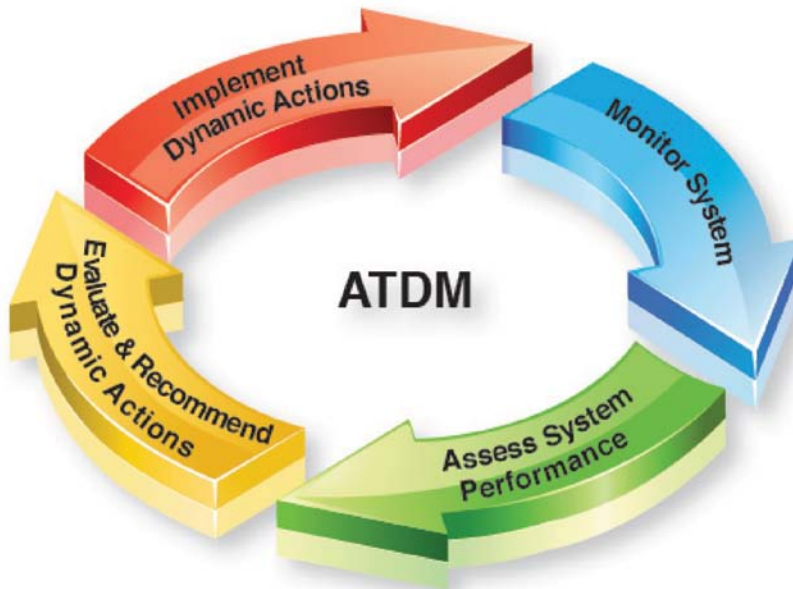 Implement
Dynamic Actions
Monitor System
ATDM
Evaluate & Recommend
Dynamic Actions
Assess System
Performance